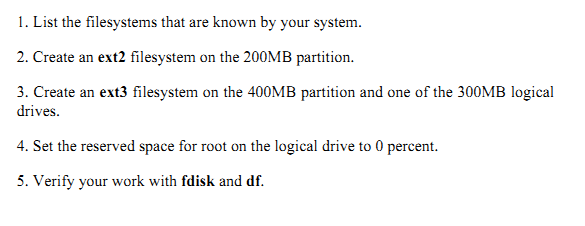 1. List the filesystems that are known by your system.
2. Create an ext2 filesystem on the 200MB partition.
3. Create an ext3 filesystem on the 400MB partition and one of the 300MB logical
drives.
4. Set the reserved space for root on the logical drive to 0 percent.
5. Verify your work with fdisk and df.